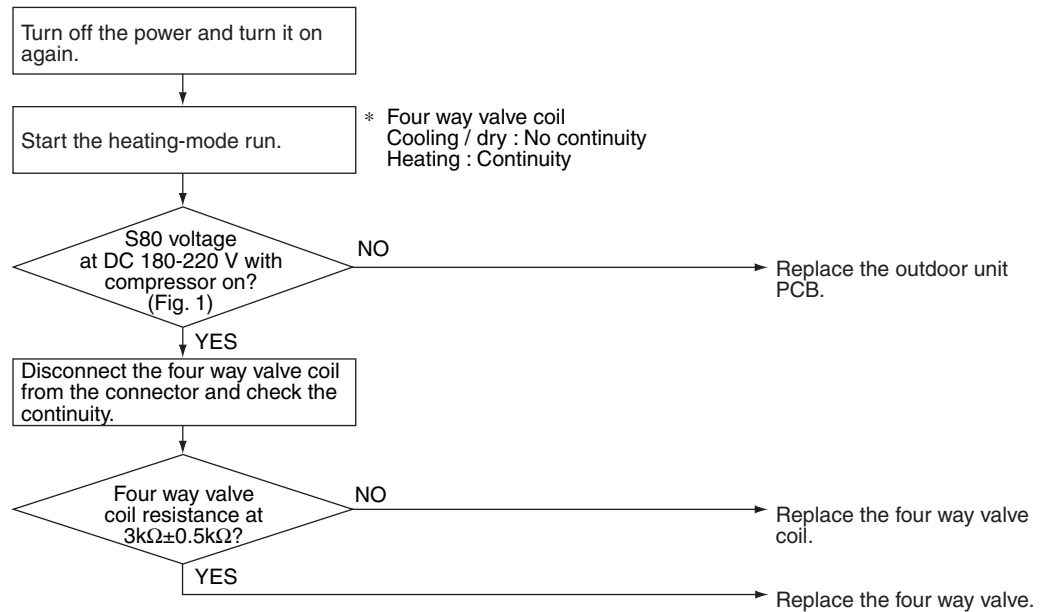 Turn off the power and turn it on
again.
Start the heating-mode run.
* Four way valve coil
Cooling / dry : No continuity
Heating : Continuity
S80 voltage
at DC 180-220 V with
compressor on?
(Fig. 1)
NO
Replace the outdoor unit
PCB.
YES
Disconnect the four way valve coil
from the connector and check the
continuity.
Four way valve
coil resistance at
3kΩ±0.5kΩ?
NO
Replace the four way valve
coil.
YES
Replace the four way valve.